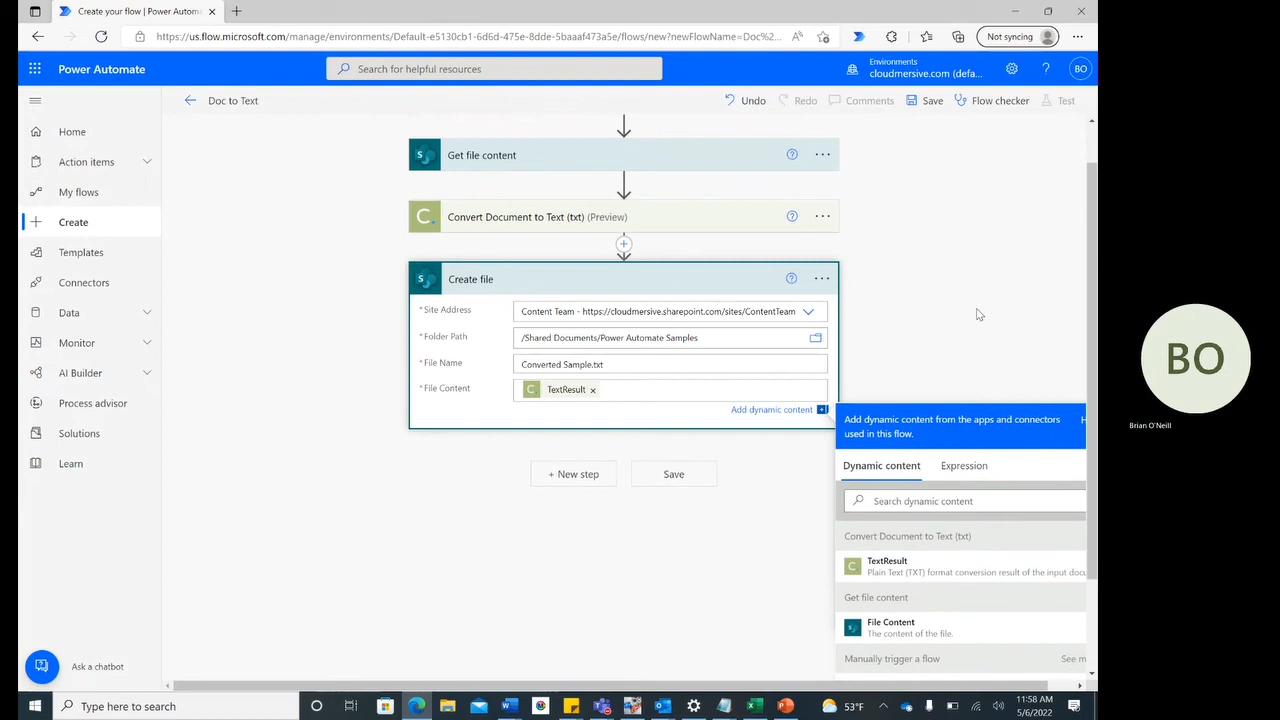 Create your flow | Power Automate
https://us.flow.microsoft.com/manage/environments/Default-e5130cb1-6d6d-475e-8dde-5baaaf473a5e/flows/new?newFlowName=Doc%2...
Not syncing
Power Automate
Search for helpful resources
Environments
cloudmersive.com (defa...
BO
Doc to Text
Undo
Redo
Comments
Save
Flow checker
Test
Home
Action items
My flows
Create
Templates
Connectors
Data
Monitor
AI Builder
Process advisor
Solutions
Learn
Ask a chatbot
Get file content
Convert Document to Text (txt) (Preview)
Create file
* Site Address
Content Team - https://cloudmersive.sharepoint.com/sites/ContentTeam
* Folder Path
/Shared Documents/Power Automate Samples
* File Name
Converted Sample.txt
* File Content
TextResult
Add dynamic content
+ New step
Save
Add dynamic content from the apps and connectors
used in this flow.
H
Dynamic content
Expression
Search dynamic content
Convert Document to Text (txt)
TextResult
Plain Text (TXT) format conversion result of the input docu
Get file content
File Content
The content of the file.
Manually trigger a flow
See m
BO
Brian O'Neill
Type here to search
53°F
11:58 AM
5/6/2022